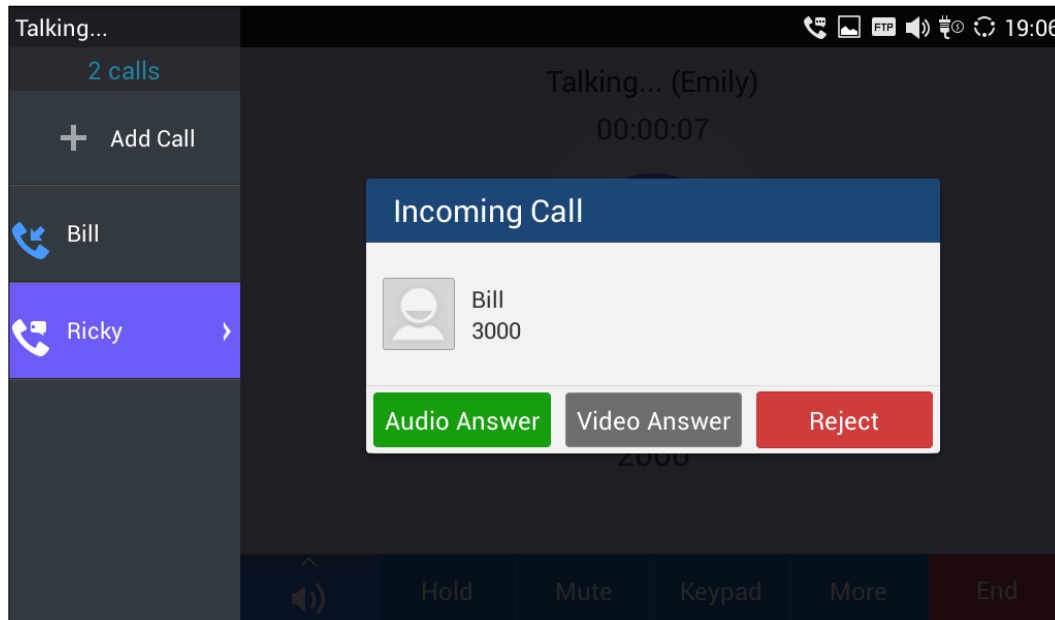 Talking...
FTP
19:06
2 calls
Add Call
Bill
Ricky
Talking... (Emily)
00:00:07
Incoming Call
Bill
3000
Audio Answer
Video Answer
Reject
2000
Hold
Mute
Keypad
More
End